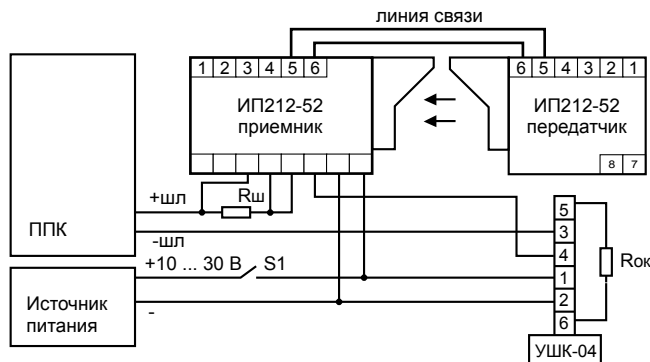 линия связи
1 2 3 4 5 6
6 5 4 3 2 1
ИП212-52
приемник
ИП212-52
передатчик
8 7
+шл
Rш
ППК
-шл
+10 ... 30 В S1
Источник
питания
-
5
3
4
1
2
6
Rок
УШК-04